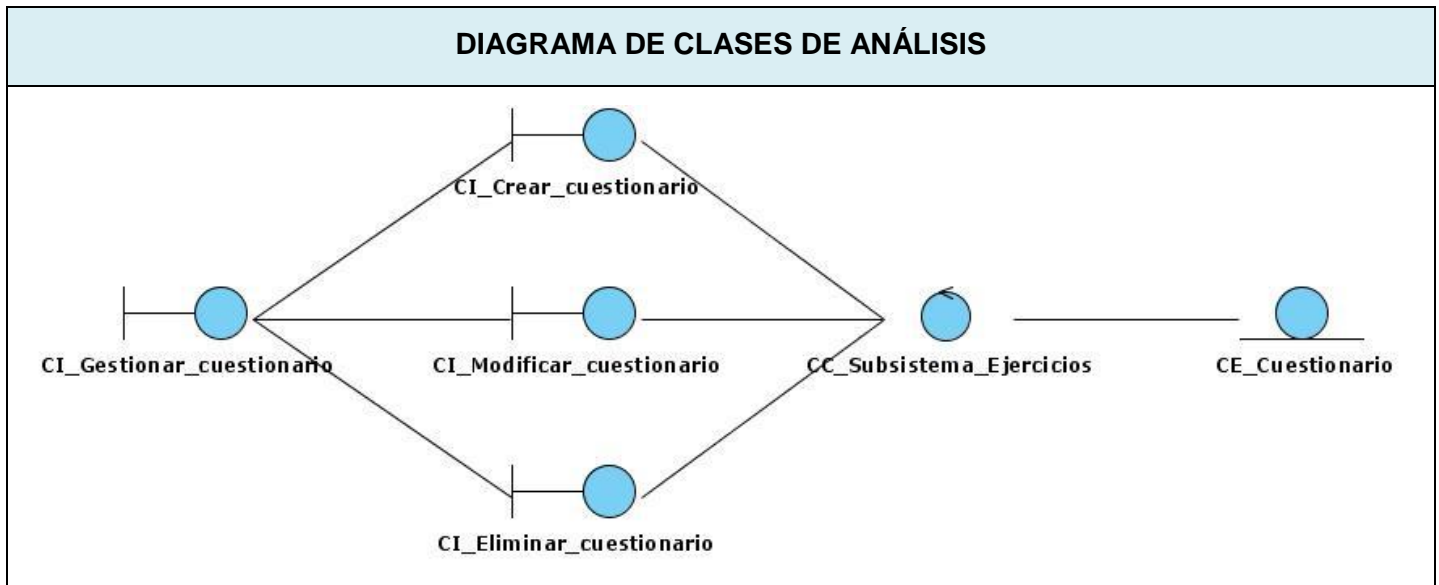 DIAGRAMA DE CLASES DE ANÁLISIS
CI_Crear_cuestionario
CI_Gestionar_cuestionario
CI_Modificar_cuestionario
CC_Subsistema_Ejercicios
CE_Cuestionario
CI_Eliminar_cuestionario